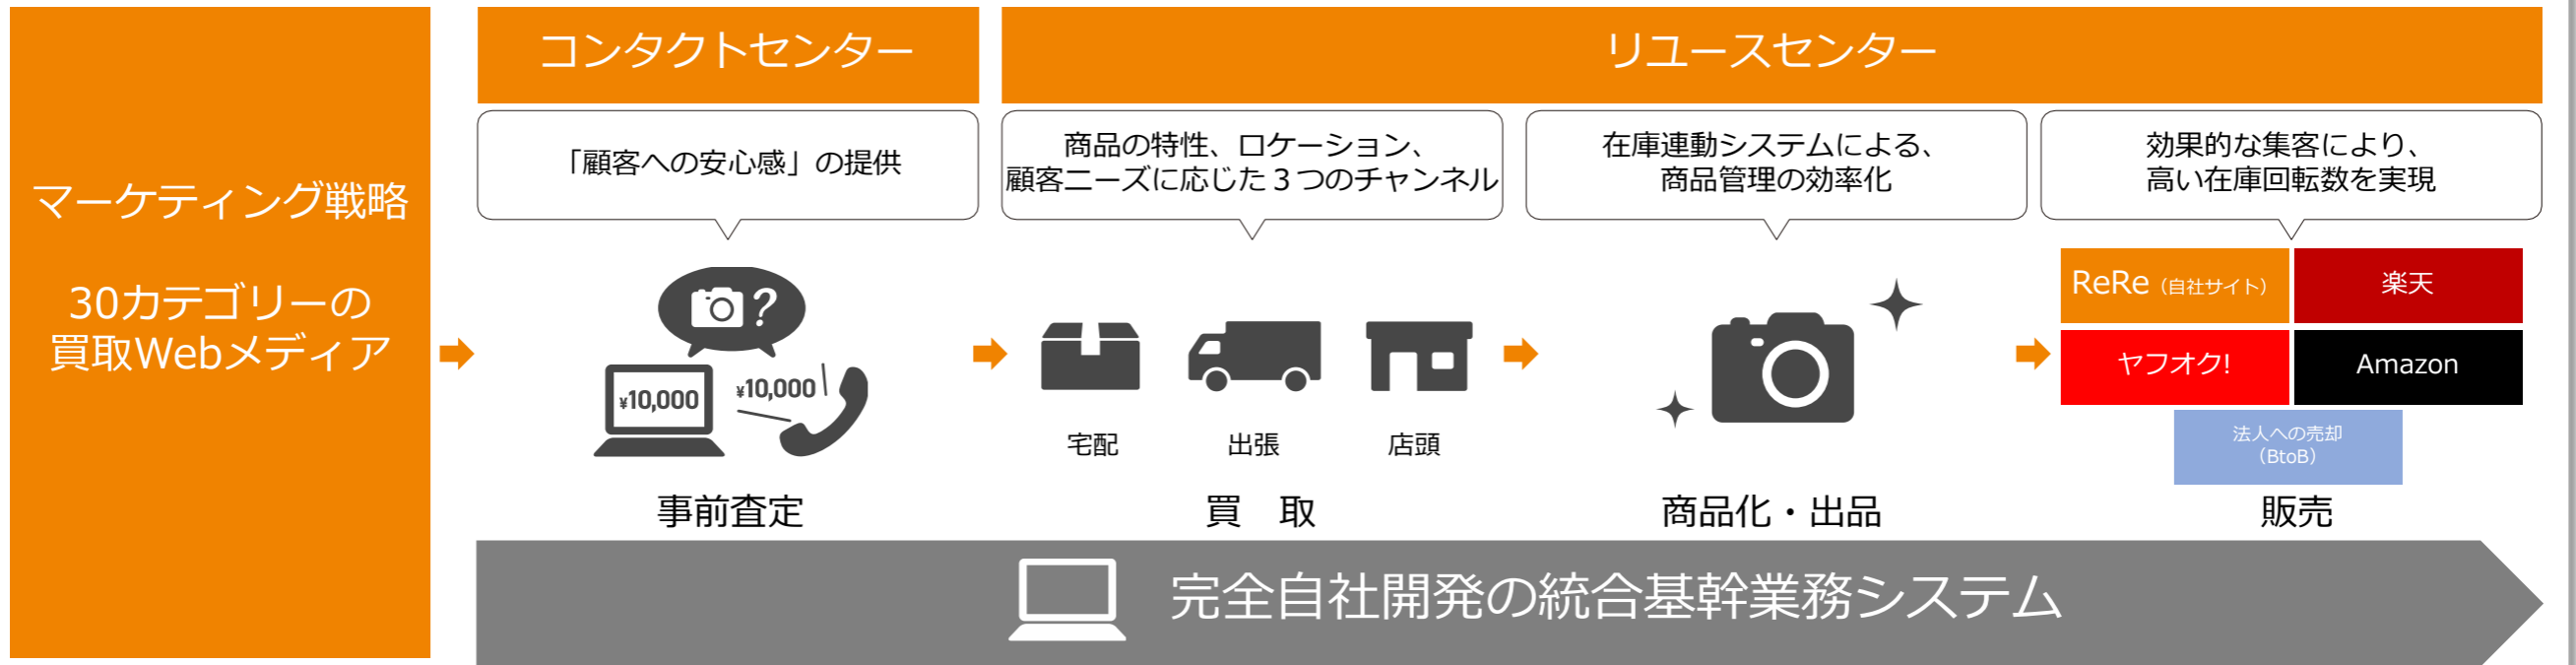 マーケティング戦略
30カテゴリーの
買取Webメディア
コンタクトセンター
「顧客への安心感」の提供
?
¥10,000
¥10,000
事前査定
リユースセンター
商品の特性、ロケーション、
顧客ニーズに応じた３つのチャンネル
宅配
出張
店頭
買　取
在庫連動システムによる、
商品管理の効率化
商品化・出品
効果的な集客により、
高い在庫回転数を実現
ReRe（自社サイト）
楽天
ヤフオク!
Amazon
法人への売却
（BtoB）
販売
完全自社開発の統合基幹業務システム